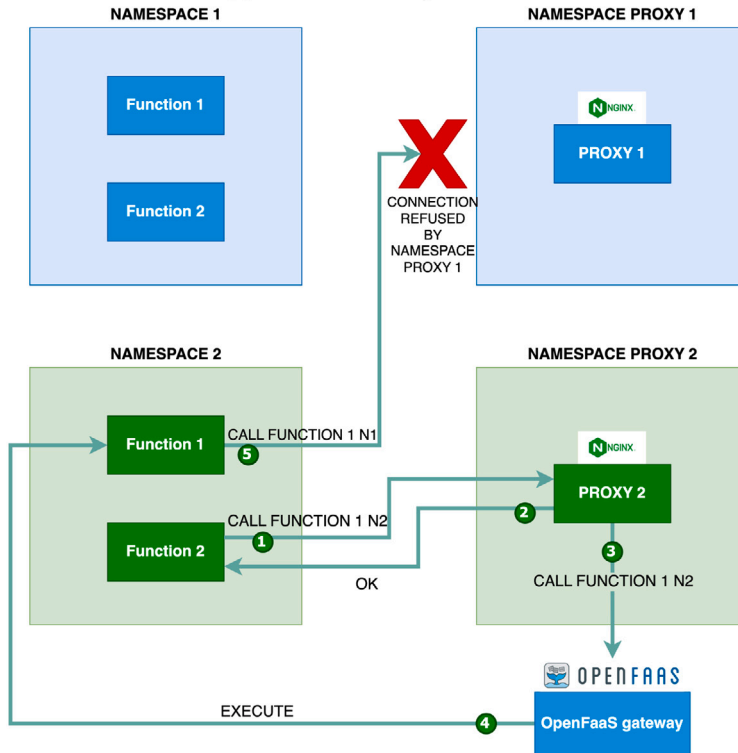 NAMESPACE 1
NAMESPACE PROXY 1
Function 1
NGINX
PROXY 1
Function 2
CONNECTION
REFUSED
BY
NAMESPACE
PROXY 1
NAMESPACE 2
NAMESPACE PROXY 2
Function 1
CALL FUNCTION 1 N1
5
NGINX
PROXY 2
CALL FUNCTION 1 N2
1
2
Function 2
3
OK
CALL FUNCTION 1 N2
OPENFAAS
EXECUTE
4
OpenFaaS gateway